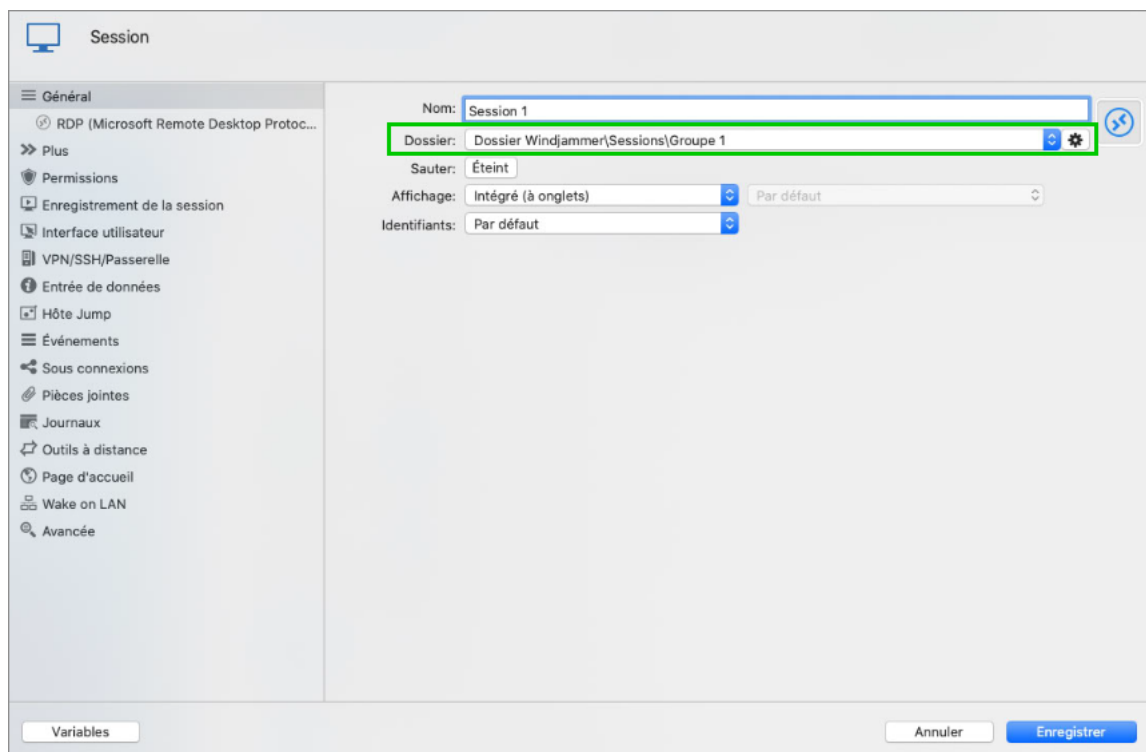 Session
Général
RDP (Microsoft Remote Desktop Protoc...
Plus
Permissions
Enregistrement de la session
Interface utilisateur
VPN/SSH/Passerelle
Entrée de données
Hôte Jump
Événements
Sous connexions
Pièces jointes
Journaux
Outils à distance
Page d'accueil
Wake on LAN
Avancée
Nom: Session 1
Dossier: Dossier Windjammer\Sessions\Groupe 1
Sauter: Éteint
Affichage: Intégré (à onglets) Par défaut
Identifiants: Par défaut
Variables Annuler Enregistrer